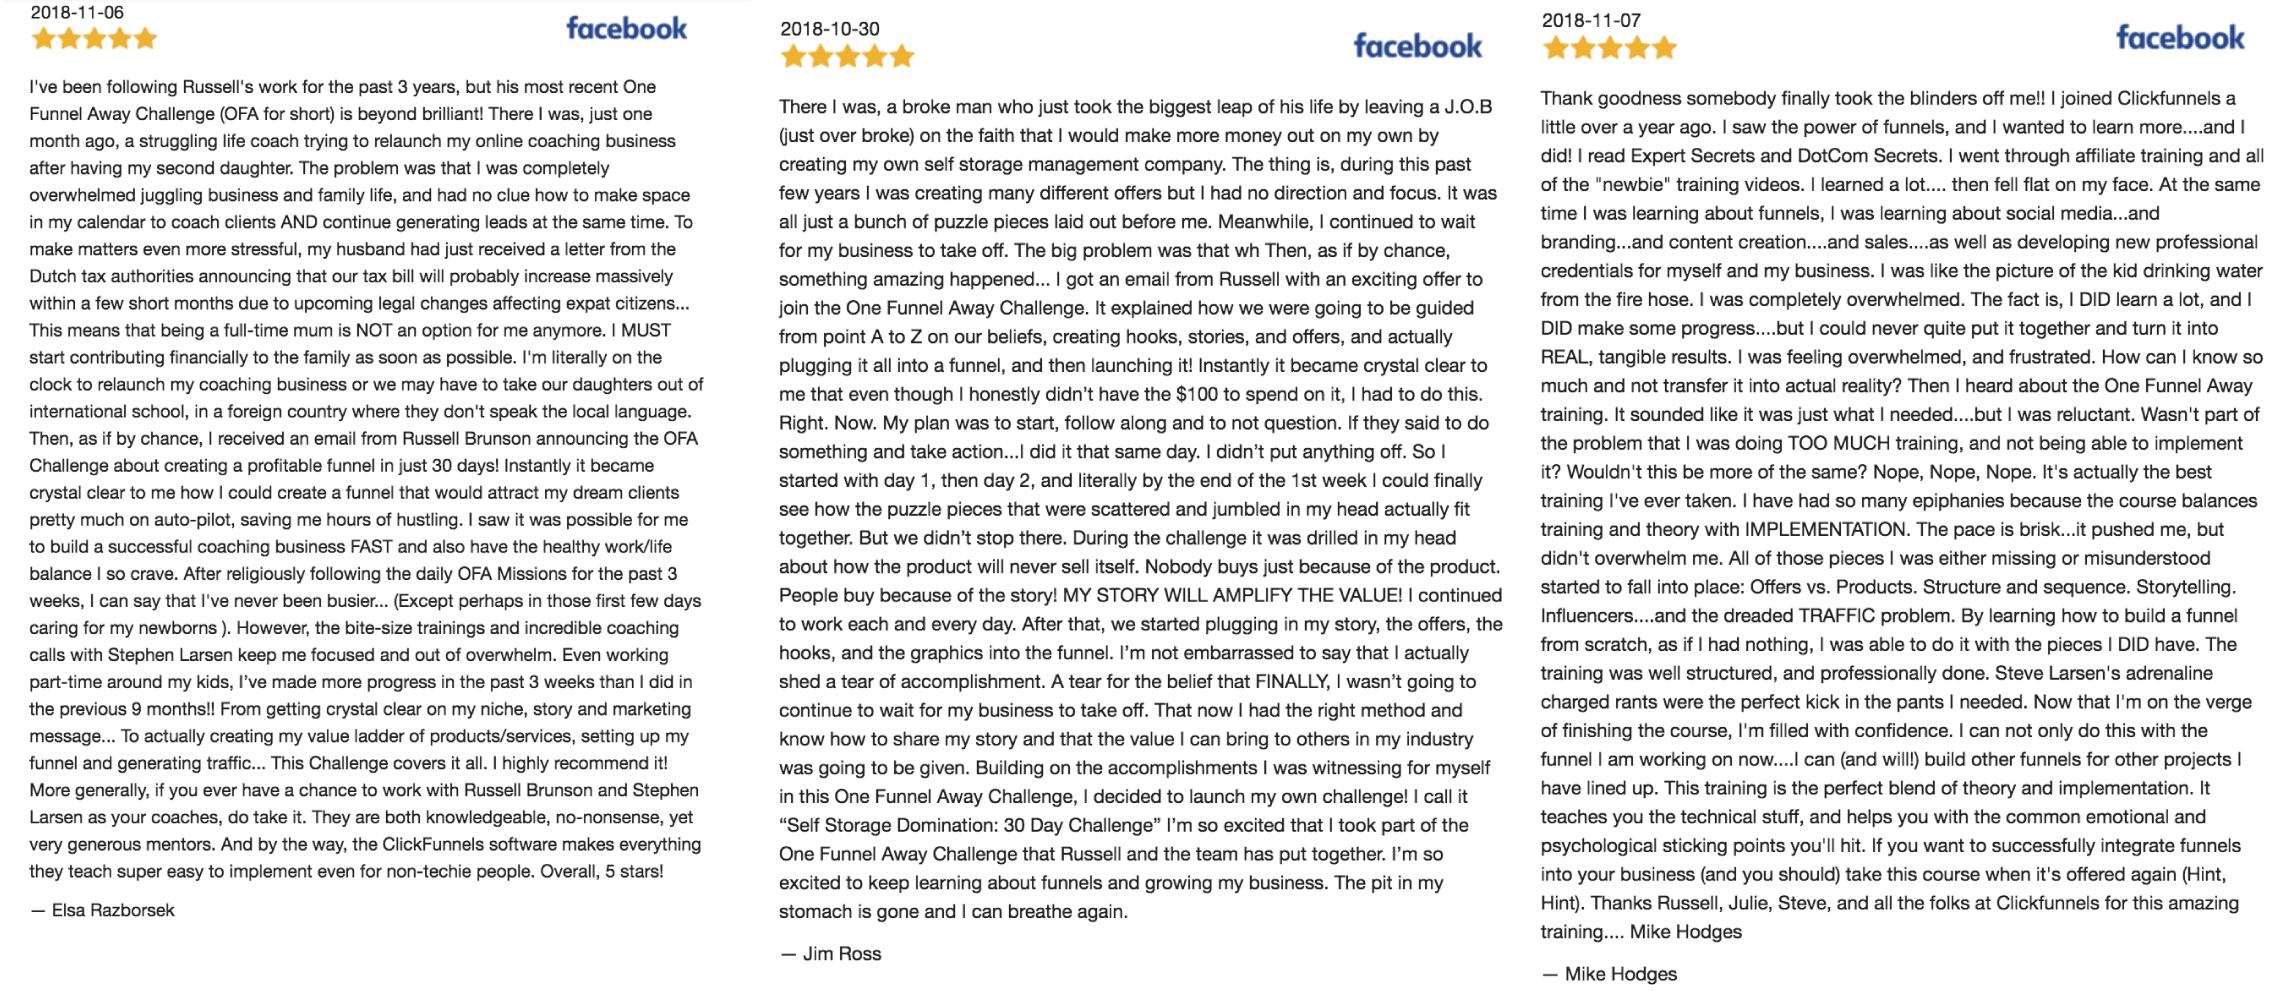 2018-11-06
facebook
I've been following Russell's work for the past 3 years, but his most recent One
Funnel Away Challenge (OFA for short) is beyond brilliant! There I was, just one
month ago, a struggling life coach trying to relaunch my online coaching business
after having my second daughter. The problem was that I was completely
overwhelmed juggling business and family life, and had no clue how to make space
in my calendar to coach clients AND continue generating leads at the same time. To
make matters even more stressful, my husband had just received a letter from the
Dutch tax authorities announcing that our tax bill will probably increase massively
within a few short months due to upcoming legal changes affecting expat citizens...
This means that being a full-time mum is NOT an option for me anymore. I MUST
start contributing financially to the family as soon as possible. I'm literally on the
clock to relaunch my coaching business or we may have to take our daughters out of
international school, in a foreign country where they don't speak the local language.
Then, as if by chance, I received an email from Russell Brunson announcing the OFA
Challenge about creating a profitable funnel in just 30 days! Instantly it became
crystal clear to me how I could create a funnel that would attract my dream clients
pretty much on auto-pilot, saving me hours of hustling. I saw it was possible for me
to build a successful coaching business FAST and also have the healthy work/life
balance I so crave. After religiously following the daily OFA Missions for the past 3
weeks, I can say that I've never been busier... (Except perhaps in those first few days
caring for my newborns ). However, the bite-size trainings and incredible coaching
calls with Stephen Larsen keep me focused and out of overwhelm. Even working
part-time around my kids, I've made more progress in the past 3 weeks than I did in
the previous 9 months!! From getting crystal clear on my niche, story and marketing
message... To actually creating my value ladder of products/services, setting up my
funnel and generating traffic... This Challenge covers it all. I highly recommend it!
More generally, if you ever have a chance to work with Russell Brunson and Stephen
Larsen as your coaches, do take it. They are both knowledgeable, no-nonsense, yet
very generous mentors. And by the way, the ClickFunnels software makes everything
they teach super easy to implement even for non-techie people. Overall, 5 stars!
— Elsa Razborsek
2018-10-30
facebook
There I was, a broke man who just took the biggest leap of his life by leaving a J.O.B
(just over broke) on the faith that I would make more money out on my own by
creating my own self storage management company. The thing is, during this past
few years I was creating many different offers but I had no direction and focus. It was
all just a bunch of puzzle pieces laid out before me. Meanwhile, I continued to wait
for my business to take off. The big problem was that wh Then, as if by chance,
something amazing happened... I got an email from Russell with an exciting offer to
join the One Funnel Away Challenge. It explained how we were going to be guided
from point A to Z on our beliefs, creating hooks, stories, and offers, and actually
plugging it all into a funnel, and then launching it! Instantly it became crystal clear to
me that even though I honestly didn't have the $100 to spend on it, I had to do this.
Right. Now. My plan was to start, follow along and to not question. If they said to do
something and take action...I did it that same day. I didn't put anything off. So I
started with day 1, then day 2, and literally by the end of the 1st week I could finally
see how the puzzle pieces that were scattered and jumbled in my head actually fit
together. But we didn't stop there. During the challenge it was drilled in my head
about how the product will never sell itself. Nobody buys just because of the product.
People buy because of the story! MY STORY WILL AMPLIFY THE VALUE! I continued
to work each and every day. After that, we started plugging in my story, the offers, the
hooks, and the graphics into the funnel. I'm not embarrassed to say that I actually
shed a tear of accomplishment. A tear for the belief that FINALLY, I wasn't going to
continue to wait for my business to take off. That now I had the right method and
know how to share my story and that the value I can bring to others in my industry
was going to be given. Building on the accomplishments I was witnessing for myself
in this One Funnel Away Challenge, I decided to launch my own challenge! I call it
“Self Storage Domination: 30 Day Challenge” I'm so excited that I took part of the
One Funnel Away Challenge that Russell and the team has put together. I'm so
excited to keep learning about funnels and growing my business. The pit in my
stomach is gone and I can breathe again.
— Jim Ross
2018-11-07
facebook
Thank goodness somebody finally took the blinders off me!! I joined Clickfunnels a
little over a year ago. I saw the power of funnels, and I wanted to learn more....and I
did! I read Expert Secrets and DotCom Secrets. I went through affiliate training and all
of the "newbie" training videos. I learned a lot.... then fell flat on my face. At the same
time I was learning about funnels, I was learning about social media...and
branding...and content creation....and sales....as well as developing new professional
credentials for myself and my business. I was like the picture of the kid drinking water
from the fire hose. I was completely overwhelmed. The fact is, I DID learn a lot, and I
DID make some progress....but I could never quite put it together and turn it into
REAL, tangible results. I was feeling overwhelmed, and frustrated. How can I know so
much and not transfer it into actual reality? Then I heard about the One Funnel Away
training. It sounded like it was just what I needed....but I was reluctant. Wasn't part of
the problem that I was doing TOO MUCH training, and not being able to implement
it? Wouldn't this be more of the same? Nope, Nope, Nope. It's actually the best
training I've ever taken. I have had so many epiphanies because the course balances
training and theory with IMPLEMENTATION. The pace is brisk...it pushed me, but
didn't overwhelm me. All of those pieces I was either missing or misunderstood
started to fall into place: Offers vs. Products. Structure and sequence. Storytelling.
Influencers....and the dreaded TRAFFIC problem. By learning how to build a funnel
from scratch, as if I had nothing, I was able to do it with the pieces I DID have. The
training was well structured, and professionally done. Steve Larsen's adrenaline
charged rants were the perfect kick in the pants I needed. Now that I'm on the verge
of finishing the course, I'm filled with confidence. I can not only do this with the
funnel I am working on now....I can (and will!) build other funnels for other projects I
have lined up. This training is the perfect blend of theory and implementation. It
teaches you the technical stuff, and helps you with the common emotional and
psychological sticking points you'll hit. If you want to successfully integrate funnels
into your business (and you should) take this course when it's offered again (Hint,
Hint). Thanks Russell, Julie, Steve, and all the folks at Clickfunnels for this amazing
training.... Mike Hodges
— Mike Hodges